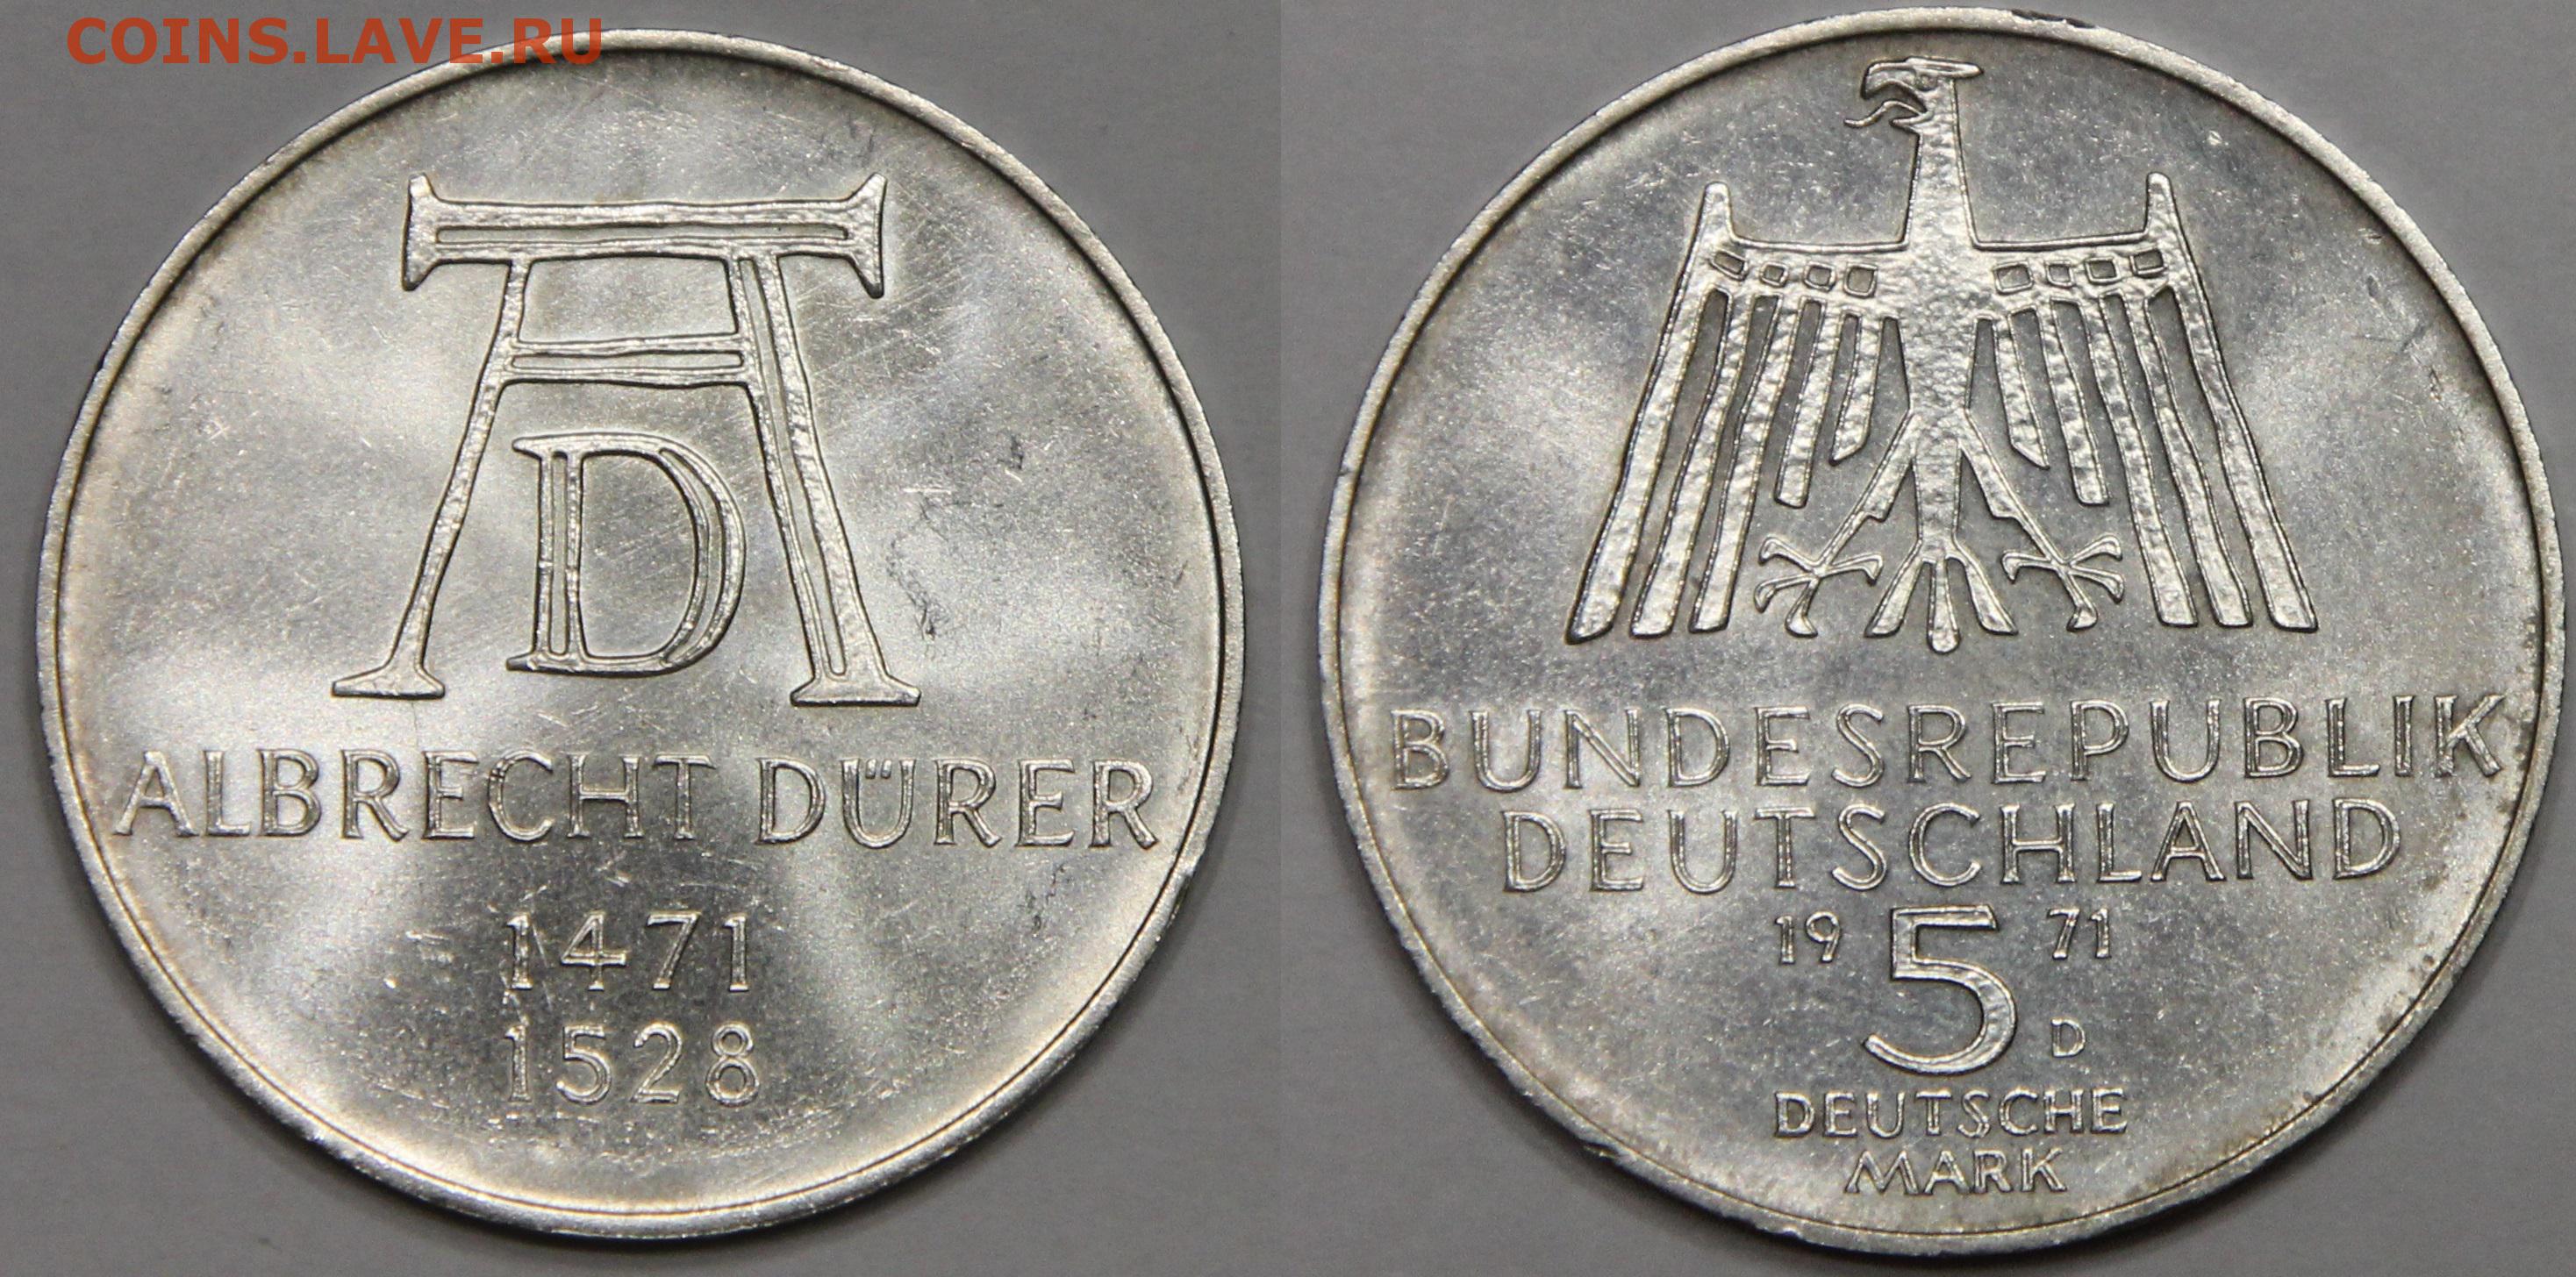 COINS.LAVE.RU
AD
ALBRECHT DÜRER
1471
1528
BUNDESREPUBLIK
DEUTSCHLAND
19 5 71
D
DEUTSCHE
MARK